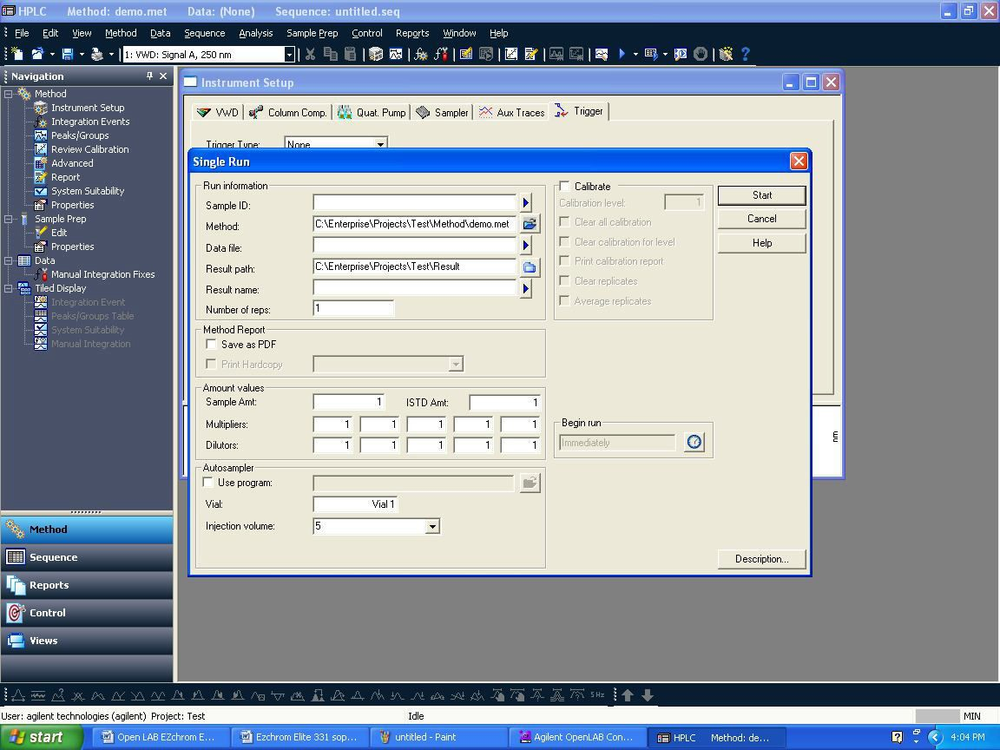 HPLC Method: demo.met Data: (None) Sequence: untitled.seq
File Edit View Method Data Sequence Analysis Sample Prep Control Reports Window Help
1: VWD: Signal A, 250 nm
Navigation
Method
Instrument Setup
Integration Events
Peaks/Groups
Review Calibration
Advanced
Report
System Suitability
Properties
Sample Prep
Edit
Properties
Data
Manual Integration Fixes
Tiled Display
Integration Event
Peaks/Groups Table
System Suitability
Manual Integration
Method
Sequence
Reports
Control
Views
Instrument Setup
VWD Column Comp. Quat. Pump Sampler Aux Traces Trigger
Trigger Type: None
nm
Single Run
Run information
Sample ID:
Method: C:\Enterprise\Projects\Test\Method\demo.met
Data file:
Result path: C:\Enterprise\Projects\Test\Result
Result name:
Number of reps: 1
Method Report
Save as PDF
Print Hardcopy
Amount values
Sample Amt: 1 ISTD Amt: 1
Multipliers: 1 1 1 1 1
Dilutors: 1 1 1 1 1
Autosampler
Use program:
Vial: Vial 1
Injection volume: 5
Calibrate
Calibration level: 1
Clear all calibration
Clear calibration for level
Print calibration report
Clear replicates
Average replicates
Begin run
Immediately
Start
Cancel
Help
Description...
5Hz
User: agilent technologies (agilent) Project: Test Idle MIN
start Open LAB EZchrom E... Ezchrom Elite 331 sop... untitled - Paint Agilent OpenLAB Con... HPLC Method: de... 4:04 PM